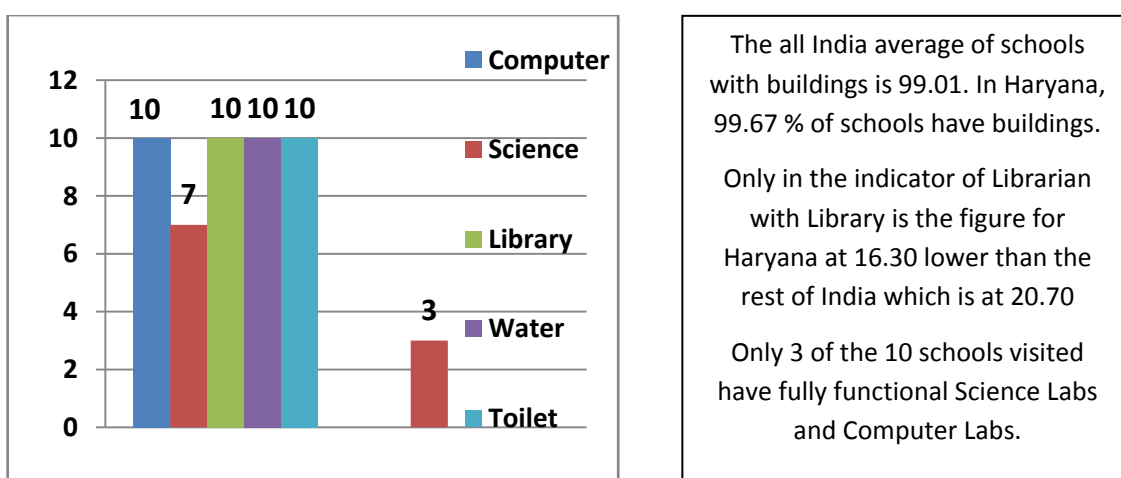 12
10
8
6
4
2
0
10
7
10
10
10
3
Computer
Science
Library
Water
Toilet
The all India average of schools
with buildings is 99.01. In Haryana,
99.67 % of schools have buildings.
Only in the indicator of Librarian
with Library is the figure for
Haryana at 16.30 lower than the
rest of India which is at 20.70
Only 3 of the 10 schools visited
have fully functional Science Labs
and Computer Labs.